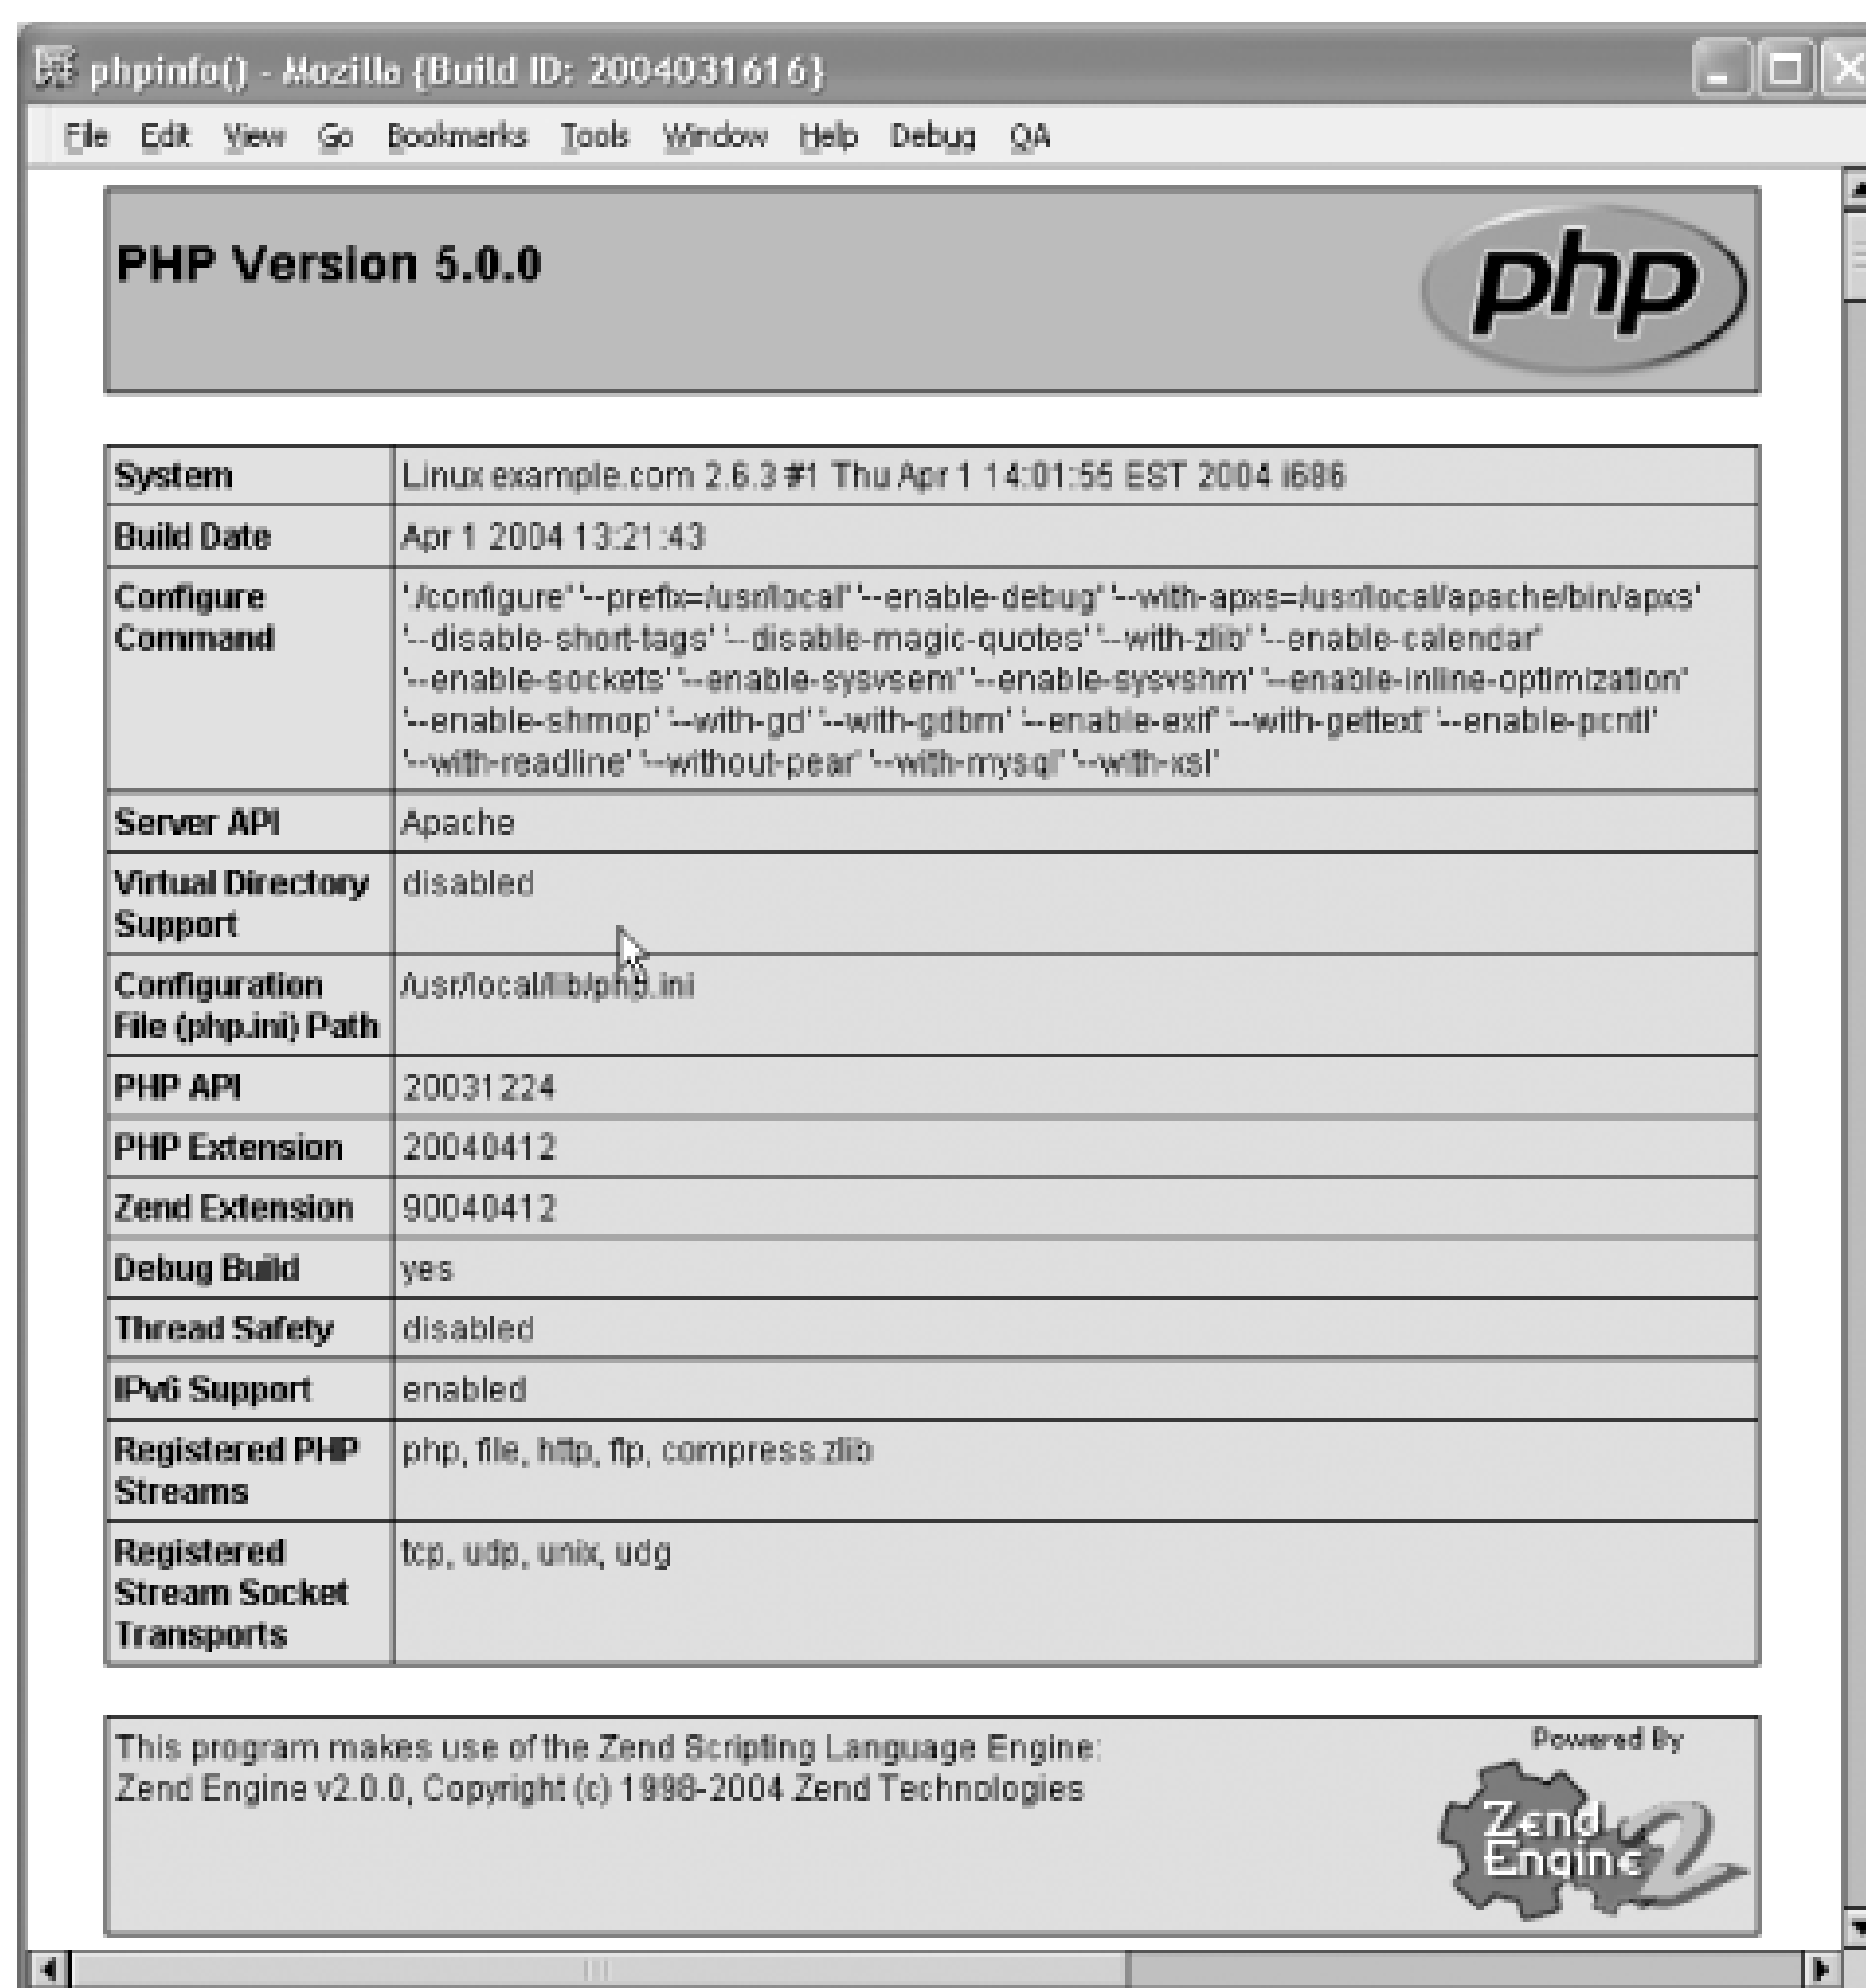 phpinfo() - Mozilla {Build ID: 2004031616}
File Edit View Go Bookmarks Tools Window Help Debug QA
PHP Version 5.0.0
php
System Linux example.com 2.6.3 #1 Thu Apr 1 14:01:55 EST 2004 i686
Build Date Apr 1 2004 13:21:43
Configure Command
'./configure' '--prefix=/usr/local' '--enable-debug' '--with-apxs=/usr/local/apache/bin/apxs'
'--disable-short-tags' '--disable-magic-quotes' '--with-zlib' '--enable-calendar'
'--enable-sockets' '--enable-sysvsem' '--enable-sysvshm' '--enable-inline-optimization'
'--enable-shmop' '--with-gd' '--with-gdbm' '--enable-exif' '--with-gettext' '--enable-pcntl'
'--with-readline' '--without-pear' '--with-mysql' '--with-xsl'
Server API Apache
Virtual Directory disabled
Support
Configuration /usr/local/lib/php.ini
File (php.ini) Path
PHP API 20031224
PHP Extension 20040412
Zend Extension 90040412
Debug Build yes
Thread Safety disabled
IPv6 Support enabled
Registered PHP php, file, http, ftp, compress.zlib
Streams
Registered tcp, udp, unix, udg
Stream Socket
Transports
This program makes use of the Zend Scripting Language Engine:
Zend Engine v2.0.0, Copyright (c) 1998-2004 Zend Technologies
Powered By
Zend
Engine 2